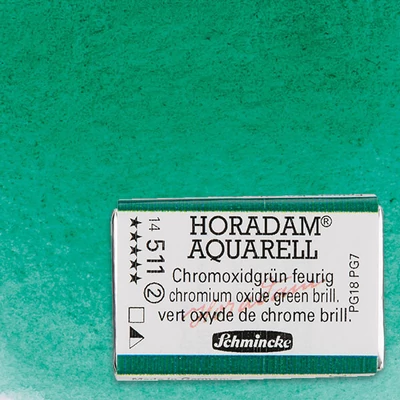 HORADAM®
AQUARELL
Chromoxidgrün feurig
chromium oxide green brill.
vert oxyde de chrome brill.
Schmincke
14 511 ②
★★★★★
PG18 PG7